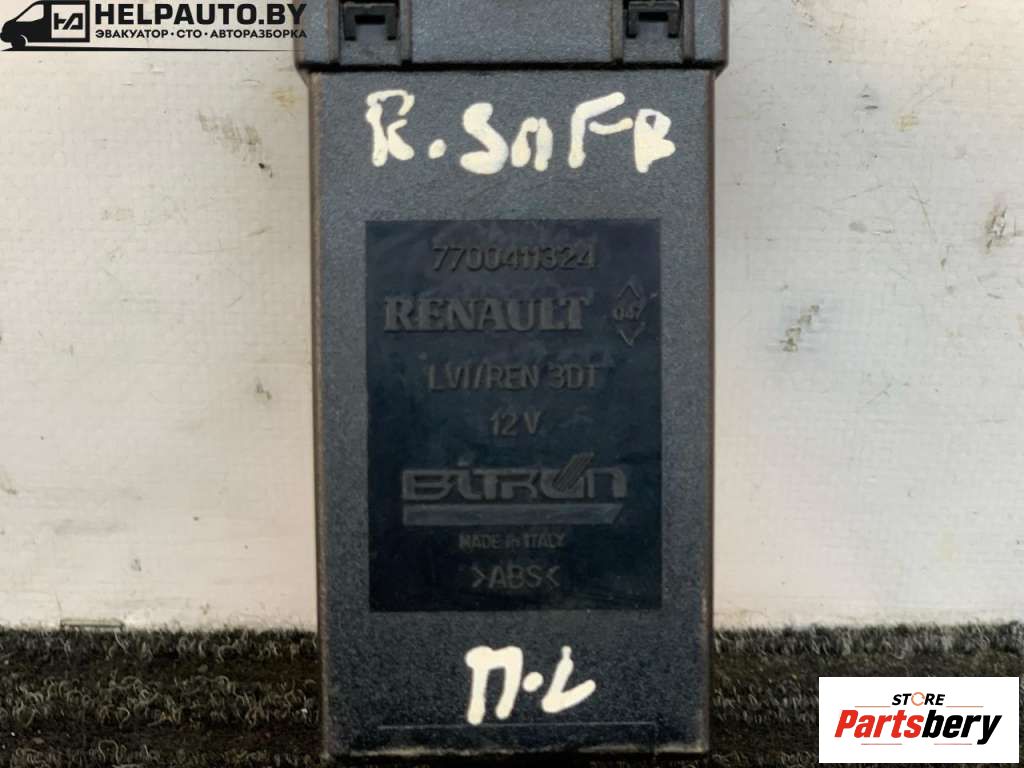 HELPAUTO.BY
ЭВАКУАТОР • СТО • АВТОРАЗБОРКА
R. SAFR
7700411324
RENAULT 047
LVI/REN 3DT
12 V
BITRON
MADE IN ITALY
>ABS<
П.L
STORE
Partsbery